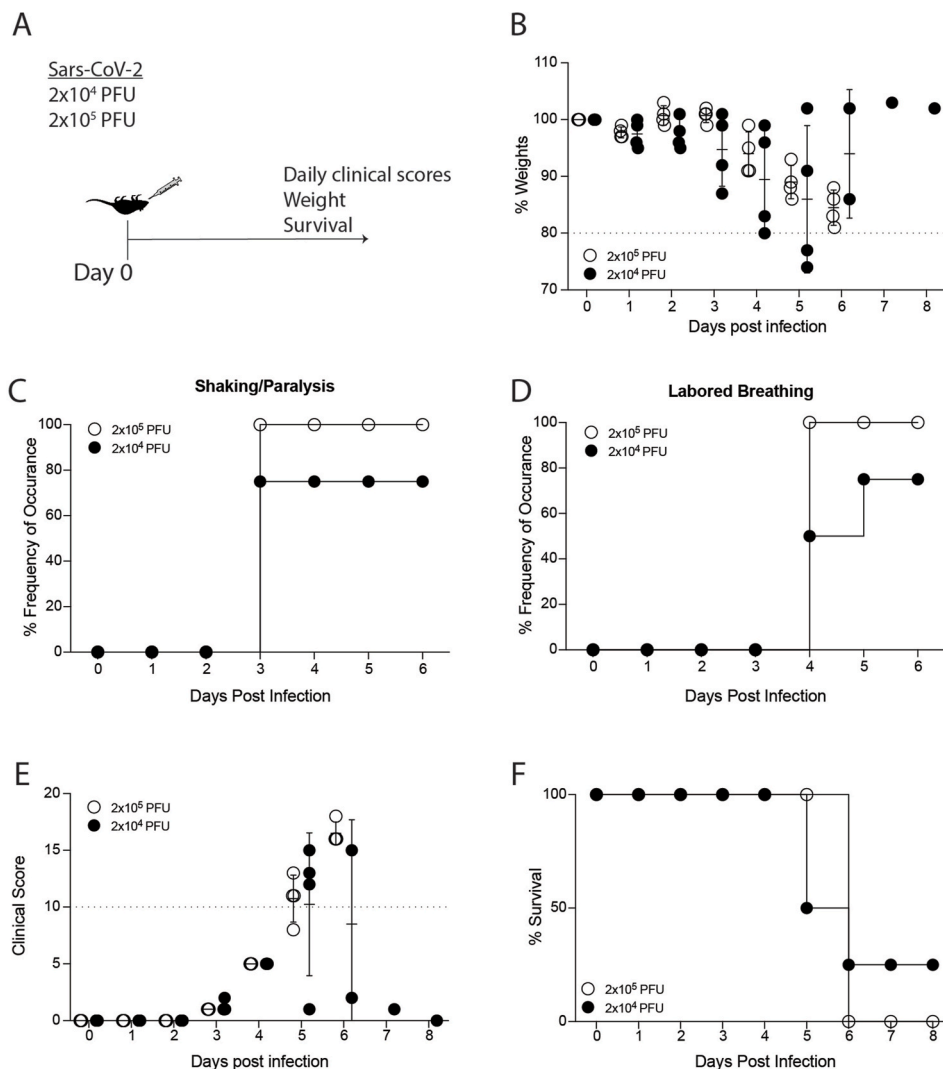 A
Sars-CoV-2
2x10⁴ PFU
2x10⁵ PFU
Daily clinical scores
Weight
Survival
Day 0
B
110
100
90
80
70
% Weights
2x10⁵ PFU
2x10⁴ PFU
0 1 2 3 4 5 6 7 8
Days post infection
C
Shaking/Paralysis
100
80
60
40
20
0
% Frequency of Occurance
2x10⁵ PFU
2x10⁴ PFU
0 1 2 3 4 5 6
Days Post Infection
D
Labored Breathing
100
80
60
40
20
0
% Frequency of Occurance
2x10⁵ PFU
2x10⁴ PFU
0 1 2 3 4 5 6
Days Post Infection
E
20
15
10
5
0
Clinical Score
2x10⁵ PFU
2x10⁴ PFU
0 1 2 3 4 5 6 7 8
Days post infection
F
100
50
0
% Survival
2x10⁵ PFU
2x10⁴ PFU
0 1 2 3 4 5 6 7 8
Days Post Infection